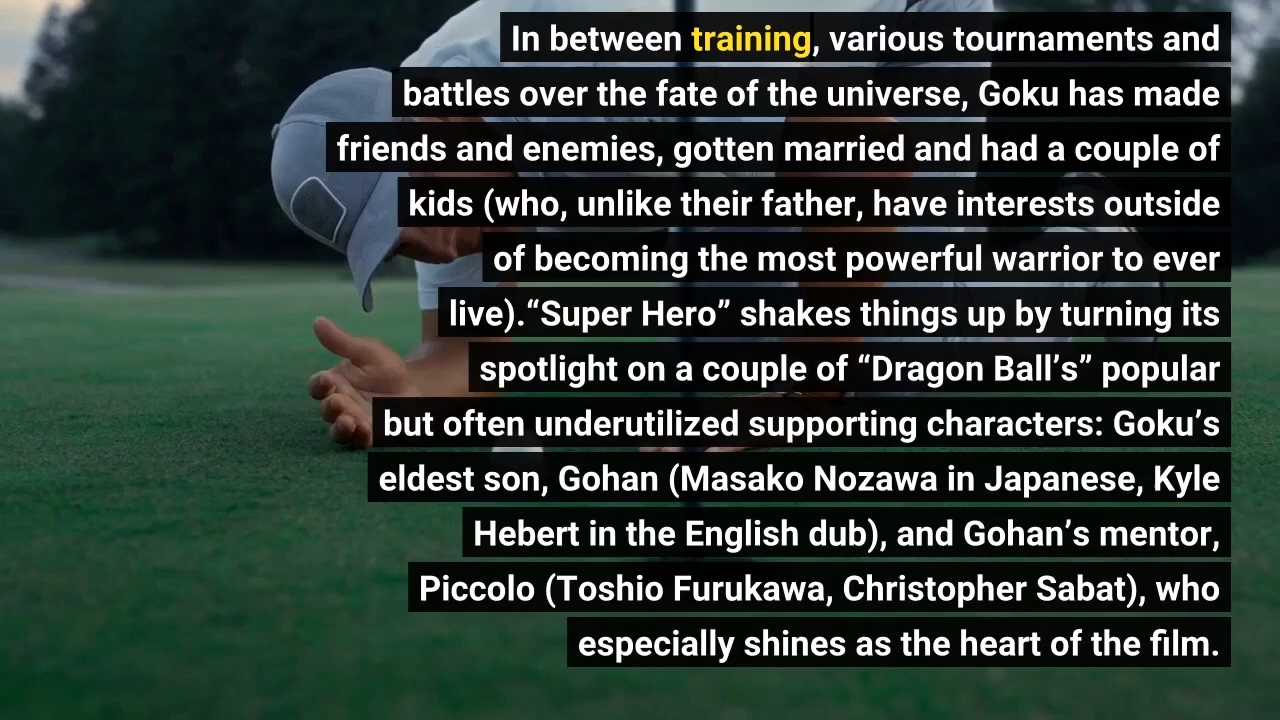 In between training, various tournaments and
battles over the fate of the universe, Goku has made
friends and enemies, gotten married and had a couple of
kids (who, unlike their father, have interests outside
of becoming the most powerful warrior to ever
live).“Super Hero” shakes things up by turning its
spotlight on a couple of “Dragon Ball’s” popular
but often underutilized supporting characters: Goku’s
eldest son, Gohan (Masako Nozawa in Japanese, Kyle
Hebert in the English dub), and Gohan’s mentor,
Piccolo (Toshio Furukawa, Christopher Sabat), who
especially shines as the heart of the film.